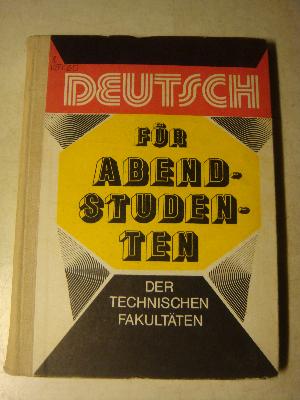 DEUTSCH
FÜR
ABEND-
STUDEN-
TEN
DER
TECHNISCHEN
FAKULTÄTEN